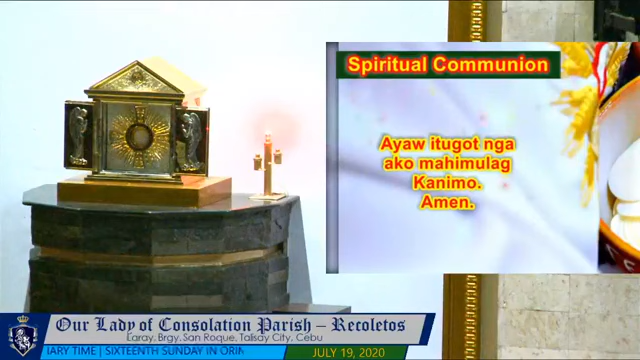 Spiritual Communion
Ayaw itugot nga
ako mahimulag
Kanimo.
Amen.
Our Lady of Consolation Parish – Recoletos
Laray, Brgy. San Roque, Talisay City, Cebu
IARY TIME | SIXTEENTH SUNDAY IN ORIN
JULY 19, 2020